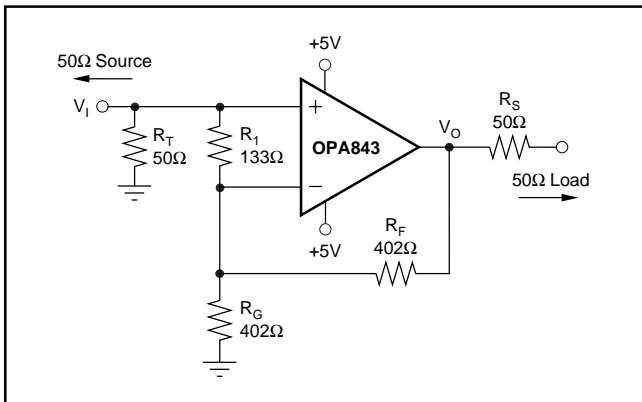 +5V
50Ω Source
V_I
R_T
50Ω
R_1
133Ω
+
−
OPA843
V_O
R_S
50Ω
50Ω Load
+5V
R_F
402Ω
R_G
402Ω